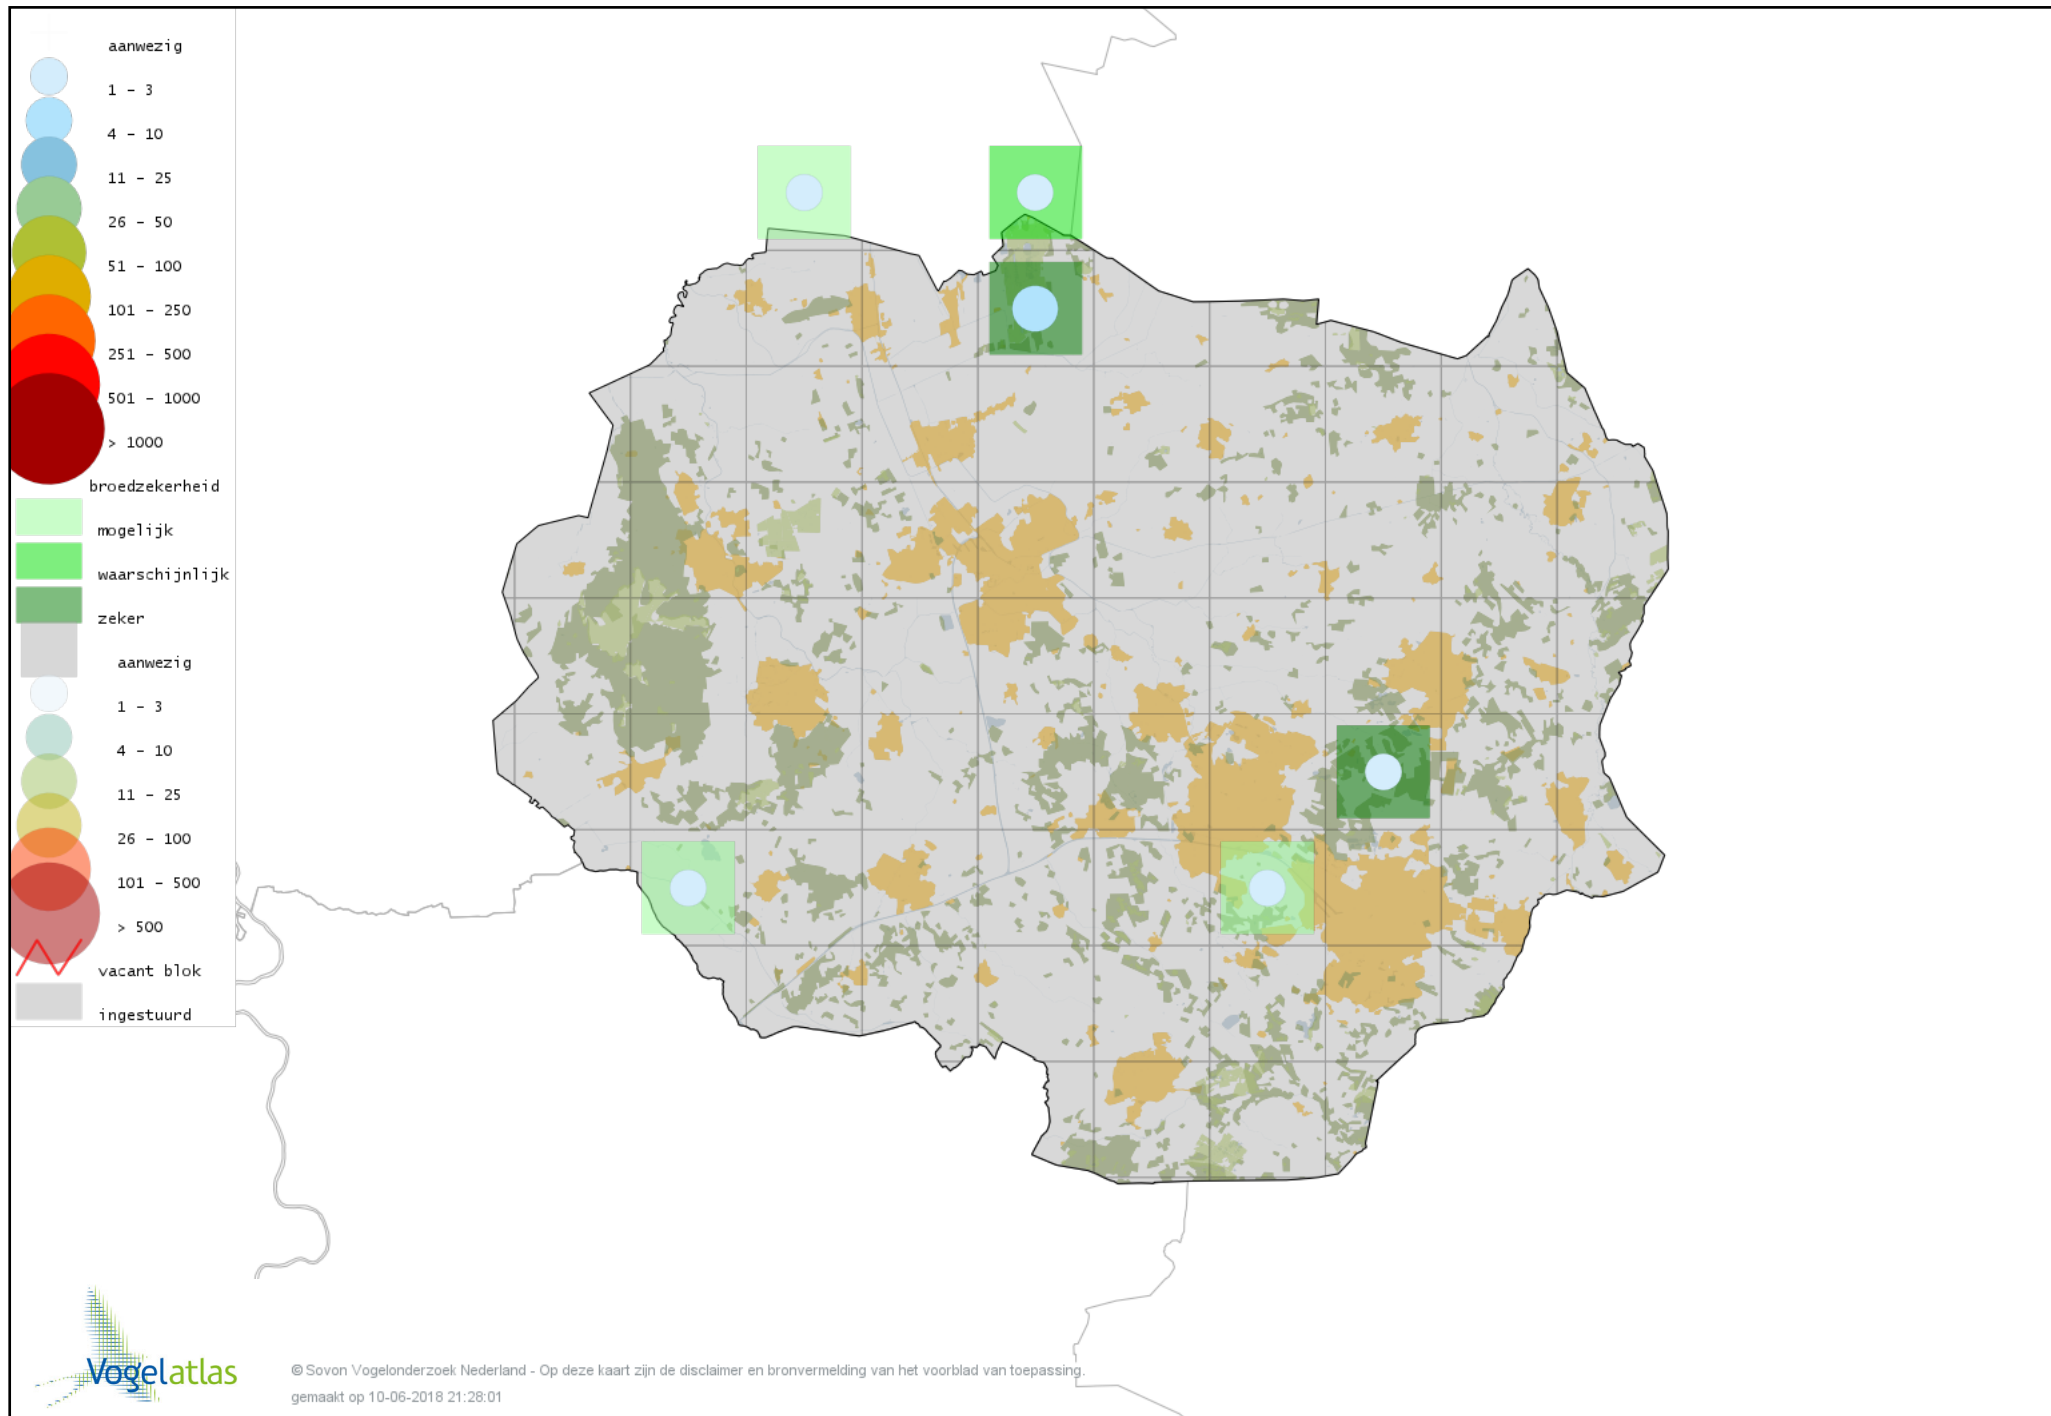 aanwezig
1 - 3
4 - 10
11 - 25
26 - 50
51 - 100
101 - 250
251 - 500
501 - 1000
> 1000
broedzekerheid
mogelijk
waarschijnlijk
zeker
aanwezig
1 - 3
4 - 10
11 - 25
26 - 100
101 - 500
> 500
vacant blok
ingestuurd
Vogelatlas
© Sovon Vogelonderzoek Nederland - Op deze kaart zijn de disclaimer en bronvermelding van het voorblad van toepassing.
gemaakt op 10-06-2018 21:28:01